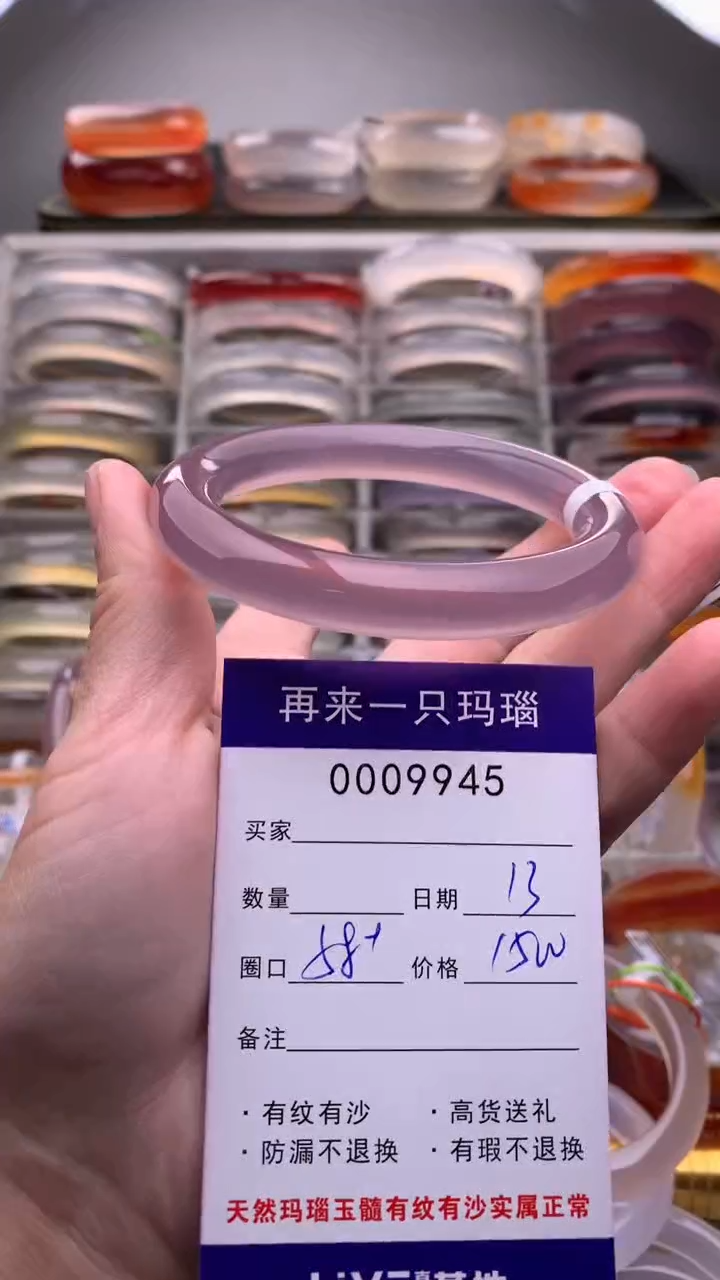 再来一只玛瑙
0009945
买家
数量 日期 13
圈口 58+ 价格 1500
备注
·有纹有沙 ·高货送礼
·防漏不退换 ·有瑕不退换
天然玛瑙玉髓有纹有沙实属正常